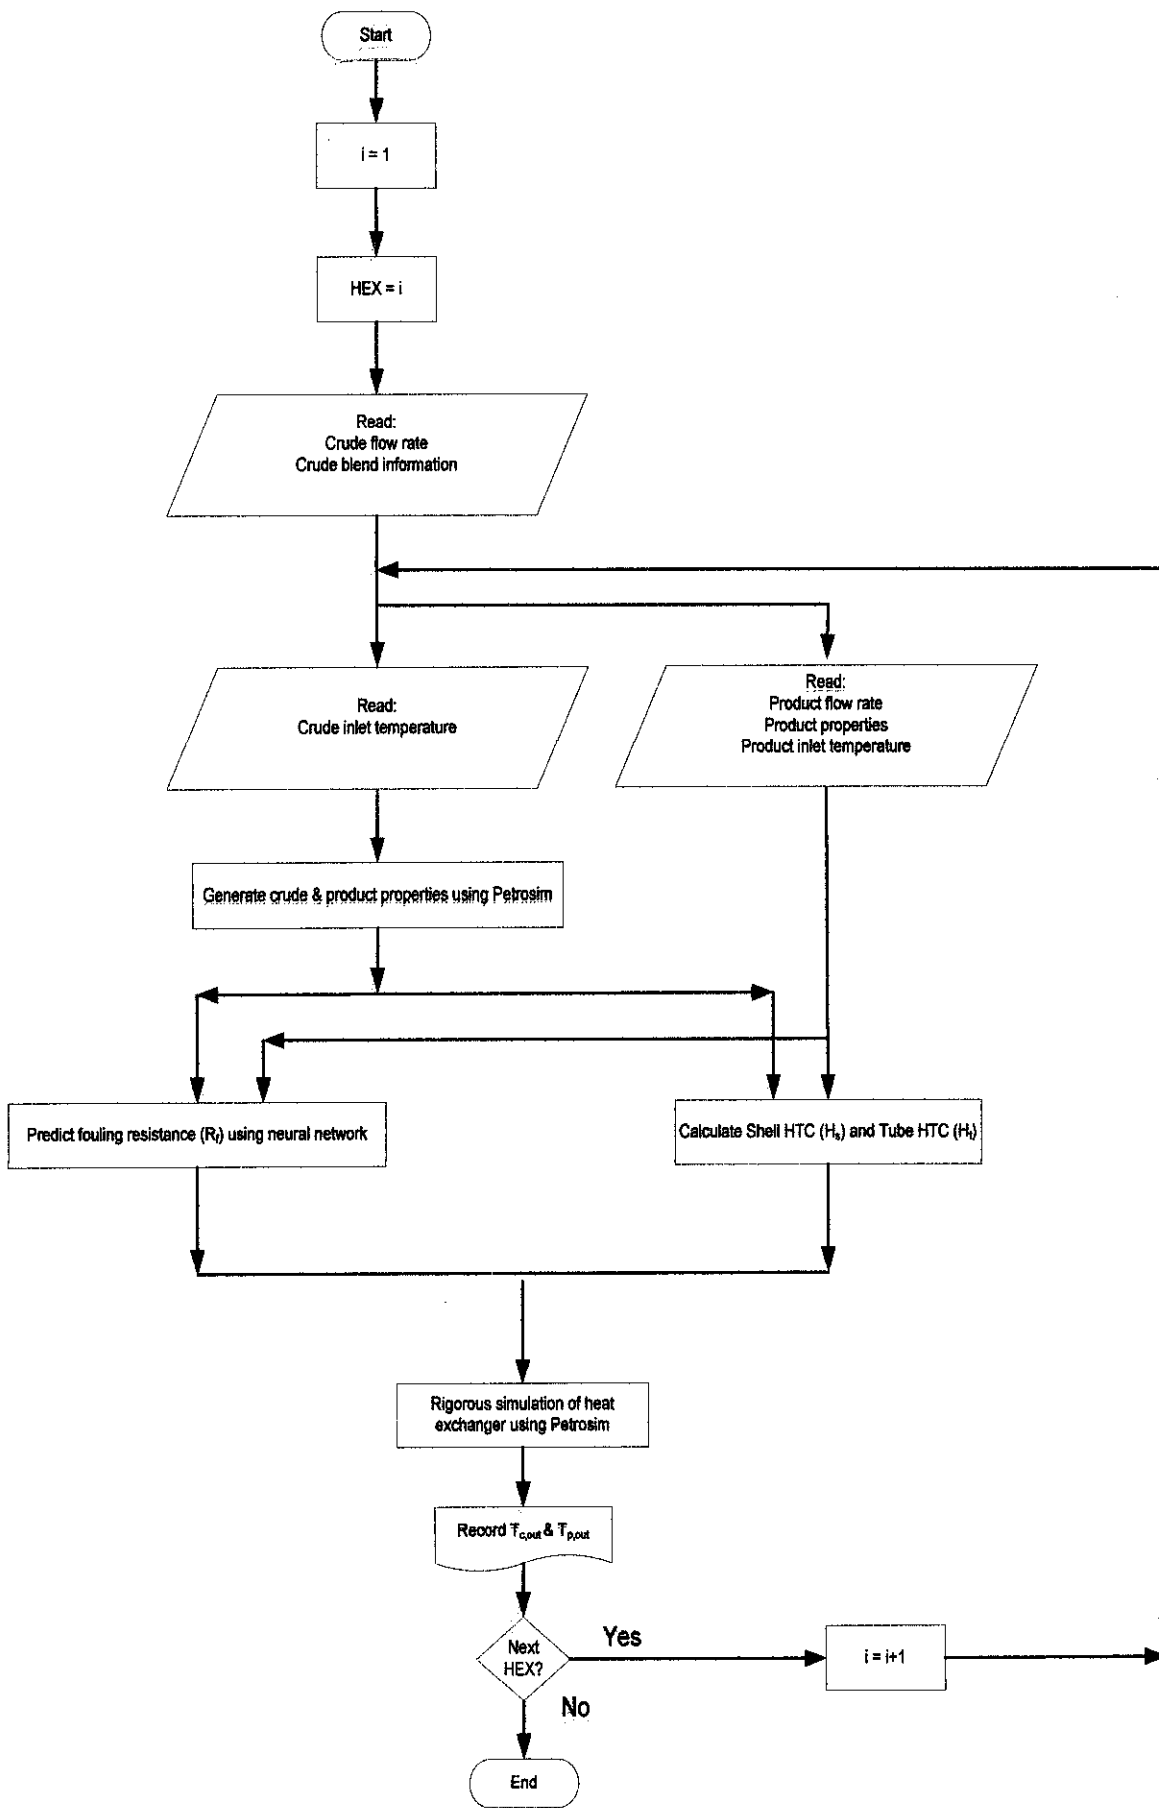 Start
i = 1
HEX = i
Read:
Crude flow rate
Crude blend information
Read:
Crude inlet temperature
Read:
Product flow rate
Product properties
Product inlet temperature
Generate crude & product properties using Petrosim
Predict fouling resistance (Rf) using neural network
Calculate Shell HTC (Hs) and Tube HTC (Ht)
Rigorous simulation of heat
exchanger using Petrosim
Record Tc,out & Tp,out
Next
HEX?
Yes
i = i+1
No
End